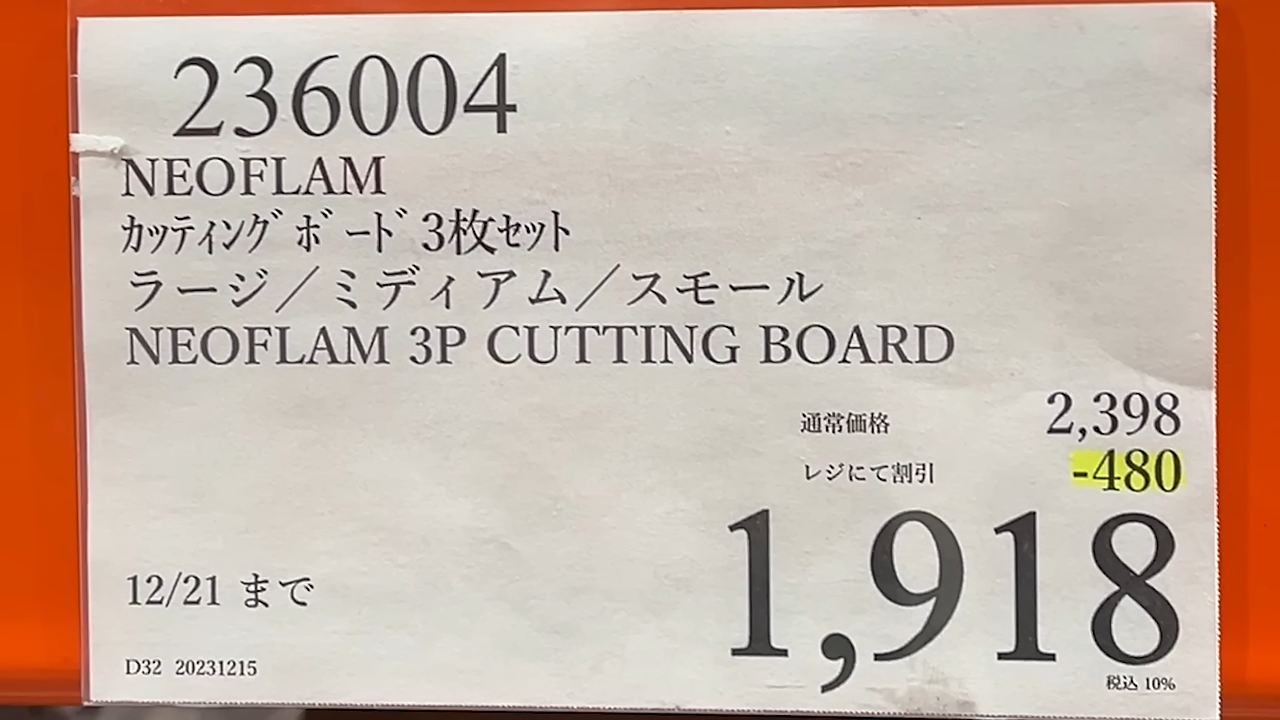 236004
NEOFLAM
ｶｯﾃｨﾝｸﾞﾎﾞｰﾄﾞ 3枚ｾｯﾄ
ラージ／ミディアム／スモール
NEOFLAM 3P CUTTING BOARD
通常価格 2,398
レジにて割引 -480
1,918
12/21 まで
D32 20231215
税込 10%